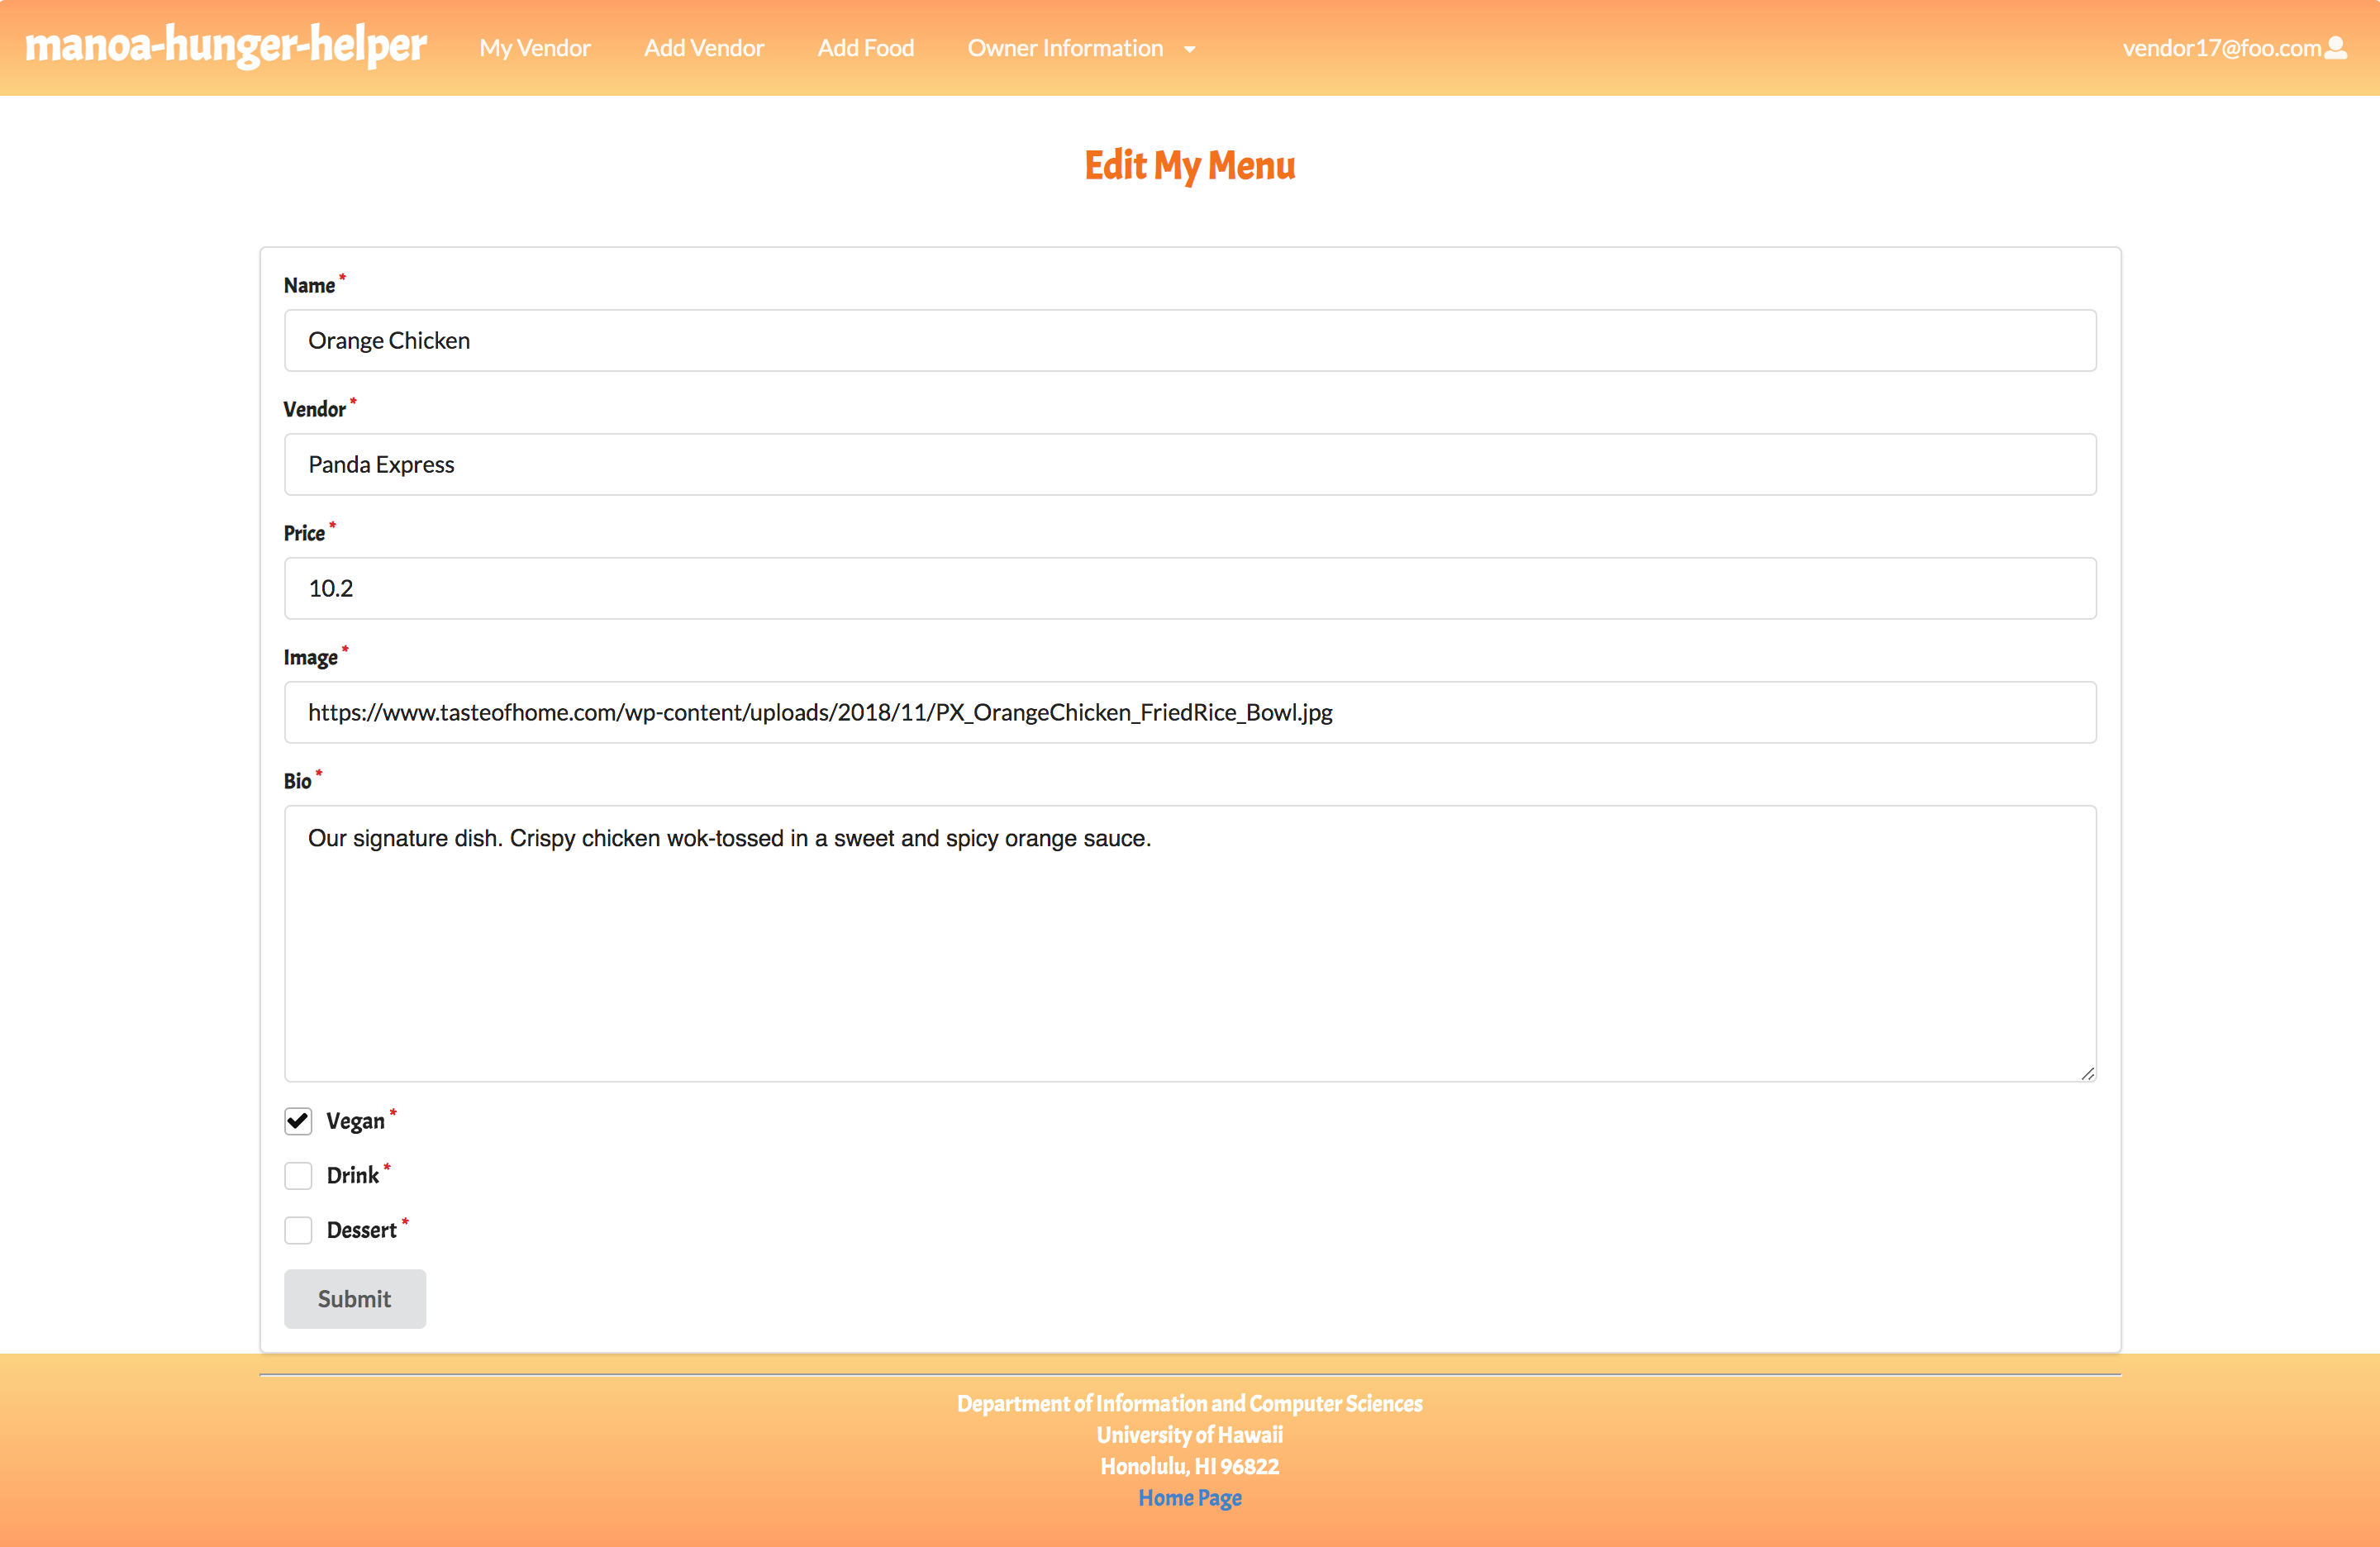 manoa-hunger-helper My Vendor Add Vendor Add Food Owner Information vendor17@foo.com
Edit My Menu
Name *
Orange Chicken
Vendor *
Panda Express
Price *
10.2
Image *
https://www.tasteofhome.com/wp-content/uploads/2018/11/PX_OrangeChicken_FriedRice_Bowl.jpg
Bio *
Our signature dish. Crispy chicken wok-tossed in a sweet and spicy orange sauce.
Vegan *
Drink *
Dessert *
Submit
Department of Information and Computer Sciences
University of Hawaii
Honolulu, HI 96822
Home Page